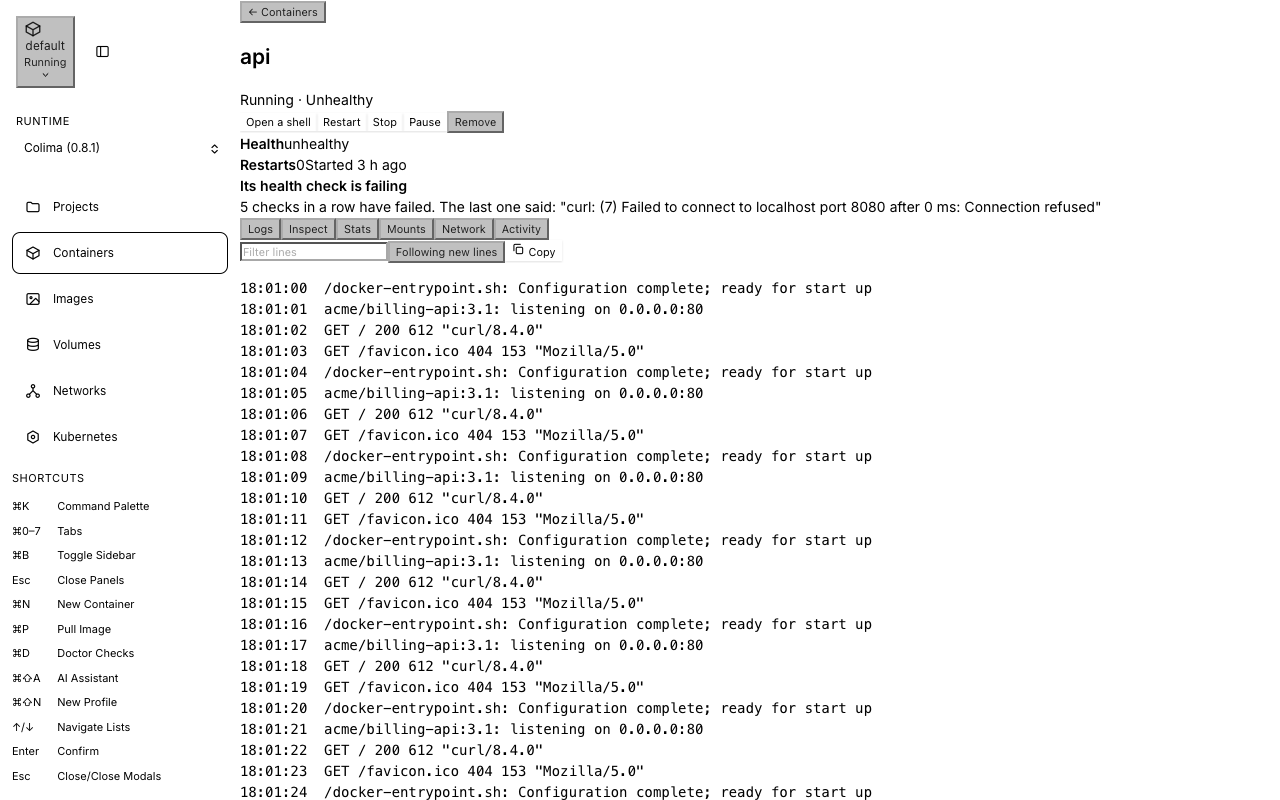 default
Running
RUNTIME
Colima (0.8.1)
Projects
Containers
Images
Volumes
Networks
Kubernetes
SHORTCUTS
⌘K Command Palette
⌘0–7 Tabs
⌘B Toggle Sidebar
Esc Close Panels
⌘N New Container
⌘P Pull Image
⌘D Doctor Checks
⌘⇧A AI Assistant
⌘⇧N New Profile
↑/↓ Navigate Lists
Enter Confirm
Esc Close/Close Modals
← Containers
api
Running · Unhealthy
Open a shell Restart Stop Pause Remove
Healthunhealthy
Restarts0Started 3 h ago
Its health check is failing
5 checks in a row have failed. The last one said: "curl: (7) Failed to connect to localhost port 8080 after 0 ms: Connection refused"
Logs Inspect Stats Mounts Network Activity
Filter lines Following new lines Copy
18:01:00 /docker-entrypoint.sh: Configuration complete; ready for start up
18:01:01 acme/billing-api:3.1: listening on 0.0.0.0:80
18:01:02 GET / 200 612 "curl/8.4.0"
18:01:03 GET /favicon.ico 404 153 "Mozilla/5.0"
18:01:04 /docker-entrypoint.sh: Configuration complete; ready for start up
18:01:05 acme/billing-api:3.1: listening on 0.0.0.0:80
18:01:06 GET / 200 612 "curl/8.4.0"
18:01:07 GET /favicon.ico 404 153 "Mozilla/5.0"
18:01:08 /docker-entrypoint.sh: Configuration complete; ready for start up
18:01:09 acme/billing-api:3.1: listening on 0.0.0.0:80
18:01:10 GET / 200 612 "curl/8.4.0"
18:01:11 GET /favicon.ico 404 153 "Mozilla/5.0"
18:01:12 /docker-entrypoint.sh: Configuration complete; ready for start up
18:01:13 acme/billing-api:3.1: listening on 0.0.0.0:80
18:01:14 GET / 200 612 "curl/8.4.0"
18:01:15 GET /favicon.ico 404 153 "Mozilla/5.0"
18:01:16 /docker-entrypoint.sh: Configuration complete; ready for start up
18:01:17 acme/billing-api:3.1: listening on 0.0.0.0:80
18:01:18 GET / 200 612 "curl/8.4.0"
18:01:19 GET /favicon.ico 404 153 "Mozilla/5.0"
18:01:20 /docker-entrypoint.sh: Configuration complete; ready for start up
18:01:21 acme/billing-api:3.1: listening on 0.0.0.0:80
18:01:22 GET / 200 612 "curl/8.4.0"
18:01:23 GET /favicon.ico 404 153 "Mozilla/5.0"
18:01:24 /docker-entrypoint.sh: Configuration complete; ready for start up